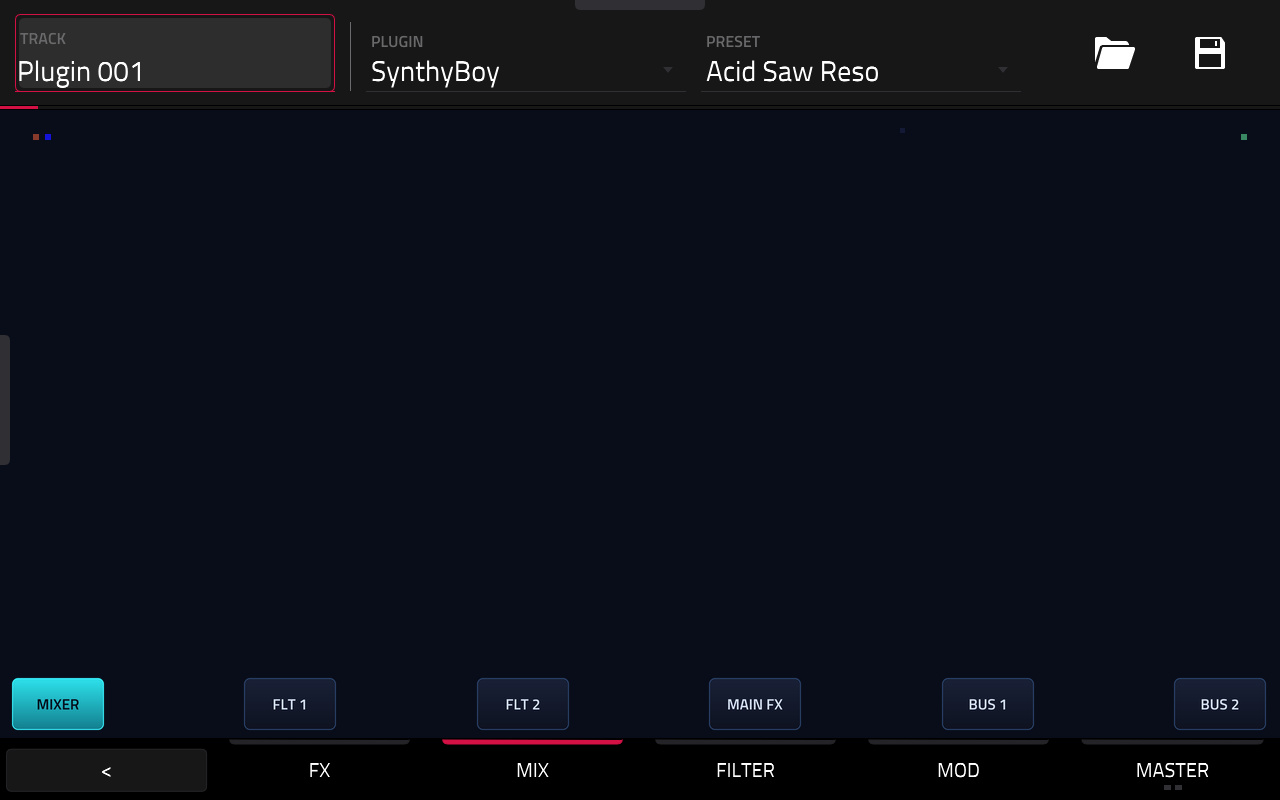 TRACK
Plugin 001
PLUGIN
SynthyBoy
PRESET
Acid Saw Reso
MIXER
FLT 1
FLT 2
MAIN FX
BUS 1
BUS 2
<
FX
MIX
FILTER
MOD
MASTER